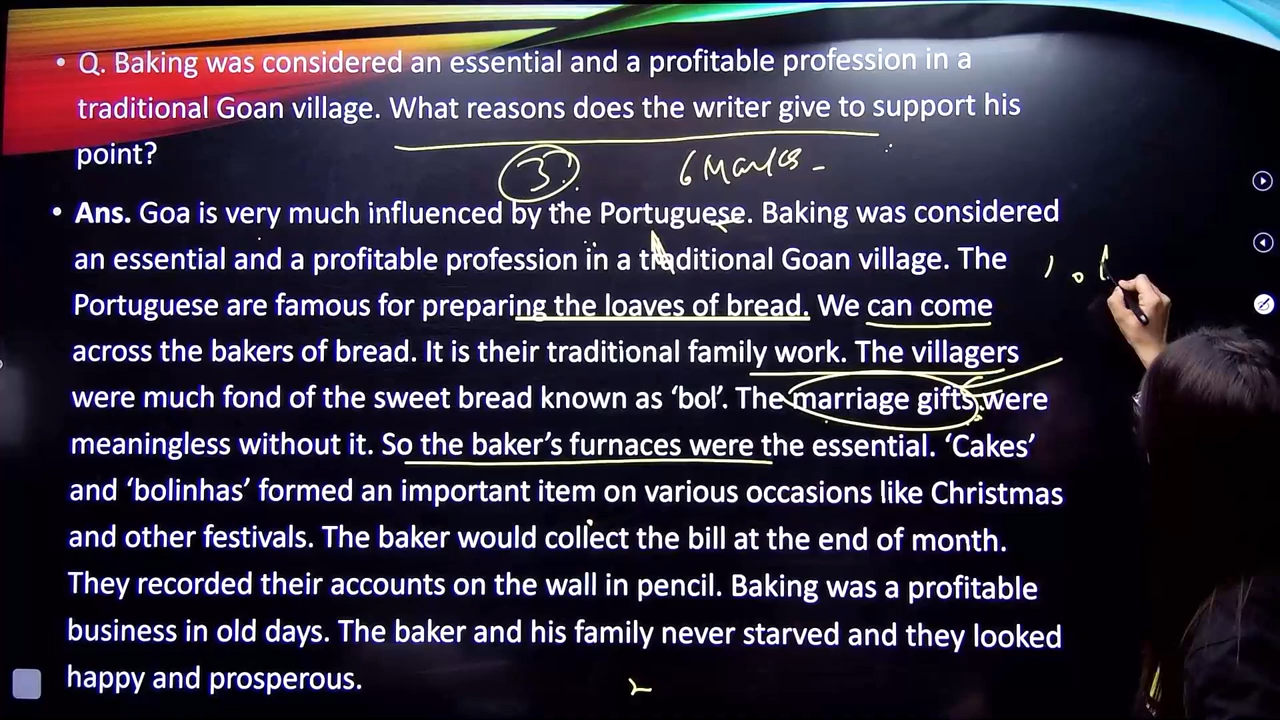 • Q. Baking was considered an essential and a profitable profession in a
traditional Goan village. What reasons does the writer give to support his
point?
3 6 Marks
• Ans. Goa is very much influenced by the Portuguese. Baking was considered
an essential and a profitable profession in a traditional Goan village. The
Portuguese are famous for preparing the loaves of bread. We can come
across the bakers of bread. It is their traditional family work. The villagers
were much fond of the sweet bread known as ‘bol’. The marriage gifts were
meaningless without it. So the baker’s furnaces were the essential. ‘Cakes’
and ‘bolinhas’ formed an important item on various occasions like Christmas
and other festivals. The baker would collect the bill at the end of month.
They recorded their accounts on the wall in pencil. Baking was a profitable
business in old days. The baker and his family never starved and they looked
happy and prosperous.